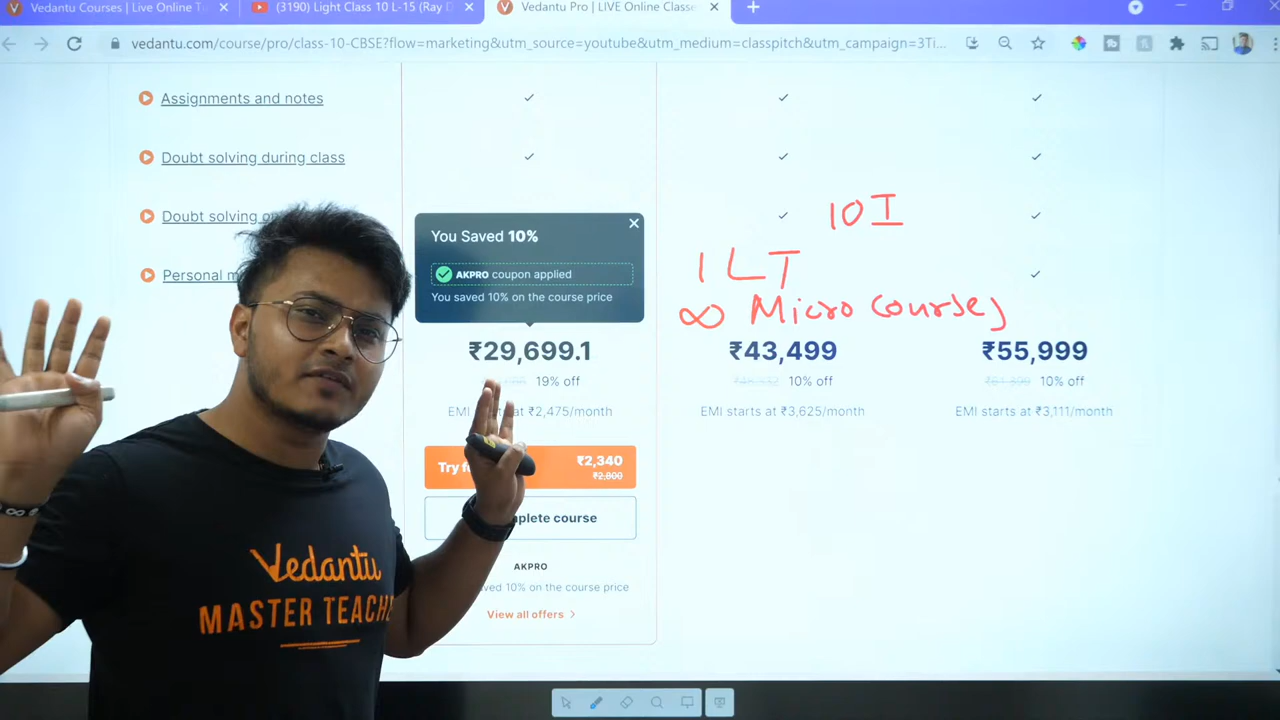 Vedantu Courses | Live Online T
(3190) Light Class 10 L-15 (Ray D
Vedantu Pro | LIVE Online Classe
vedantu.com/course/pro/class-10-CBSE?flow=marketing&utm_source=youtube&utm_medium=classpitch&utm_campaign=3Ti...
Assignments and notes
Doubt solving during class
Doubt solving
Personal
You Saved 10%
AKPRO coupon applied
You saved 10% on the course price
10 I
1 L T
∞ Micro Courses
₹29,699.1
19% off
EMI starts at ₹2,475/month
Try ₹2,340
₹2,800
complete course
AKPRO
saved 10% on the course price
View all offers >
₹43,499
10% off
EMI starts at ₹3,625/month
₹55,999
10% off
EMI starts at ₹3,111/month
Vedantu
MASTER TEACHE